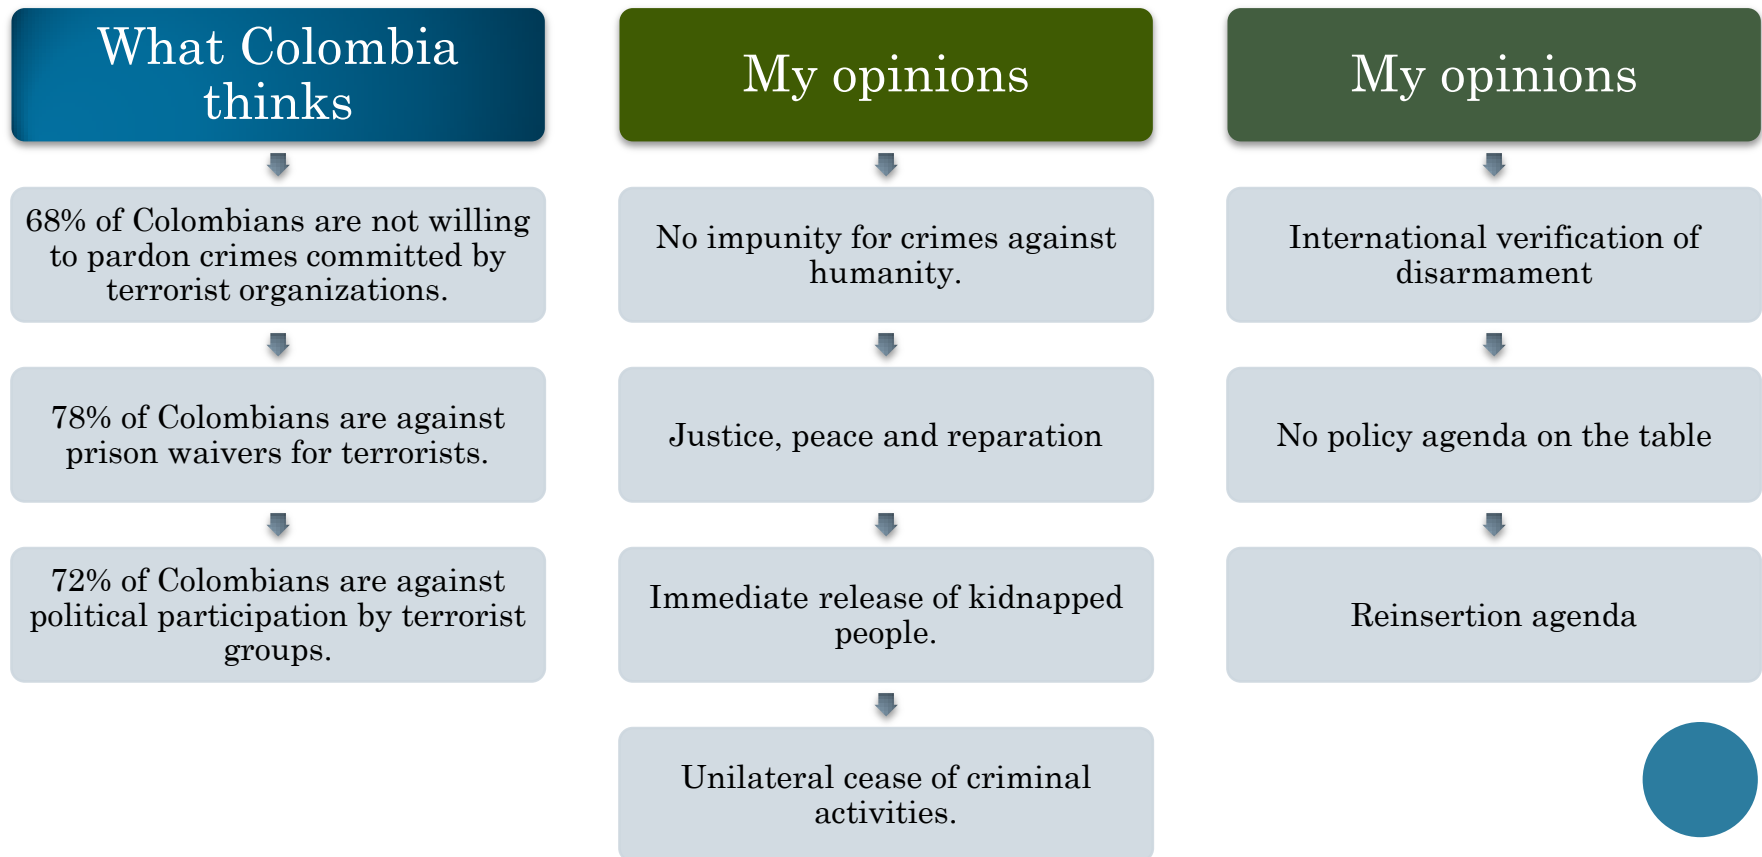 What Colombia
thinks
68% of Colombians are not willing
to pardon crimes committed by
terrorist organizations.
78% of Colombians are against
prison waivers for terrorists.
72% of Colombians are against
political participation by terrorist
groups.
My opinions
No impunity for crimes against
humanity.
Justice, peace and reparation
Immediate release of kidnapped
people.
Unilateral cease of criminal
activities.
My opinions
International verification of
disarmament
No policy agenda on the table
Reinsertion agenda